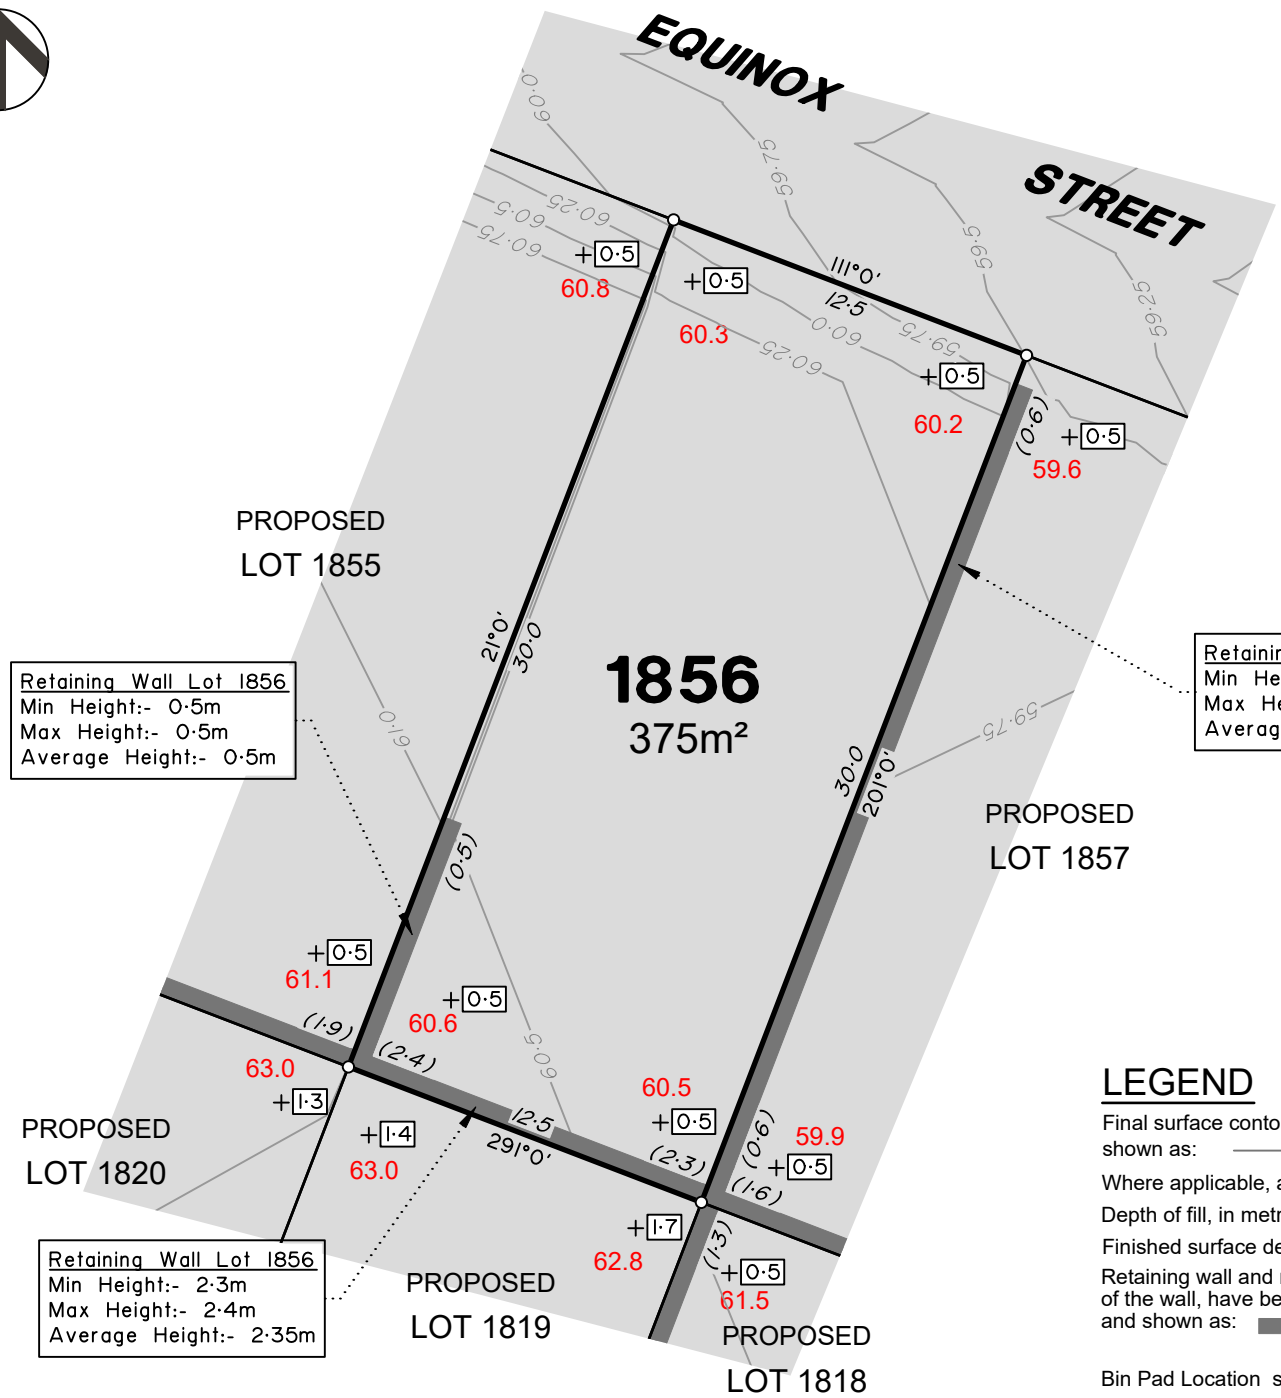 EQUINOX
STREET
60·0
59·75
59·5
59·25
60·25
60·5
60·75
+ 0·5
60.8
+ 0·5
60.3
111°0'
12·5
59·75
60·0
60·25
+ 0·5
60.2
(0·6)
+ 0·5
59.6
PROPOSED
LOT 1855
21°0'
30·0
1856
375m²
Retaining Wall Lot 1856
Min Height:- 0·5m
Max Height:- 0·5m
Average Height:- 0·5m
61·0
59·75
30·0
201°0'
PROPOSED
LOT 1857
(0·5)
+ 0·5
61.1
+ 0·5
60.6
(1·9)
(2·4)
60·5
63.0
+ 1·3
PROPOSED
LOT 1820
+ 1·4
63.0
12·5
291°0'
60.5
+ 0·5
(2·3)
(0·6)
59.9
+ 0·5
(1·6)
+ 1·7
62.8
(1·3)
+ 0·5
61.5
Retaining Wall Lot 1856
Min Height:- 2·3m
Max Height:- 2·4m
Average Height:- 2·35m
PROPOSED
LOT 1819
PROPOSED
LOT 1818
Min
Max
LEGEND
Final surface
shown as:
Where applicable,
Depth of fill, in
Finished surface
Retaining wall and
of the wall, have
and shown as:
Bin Pad Location